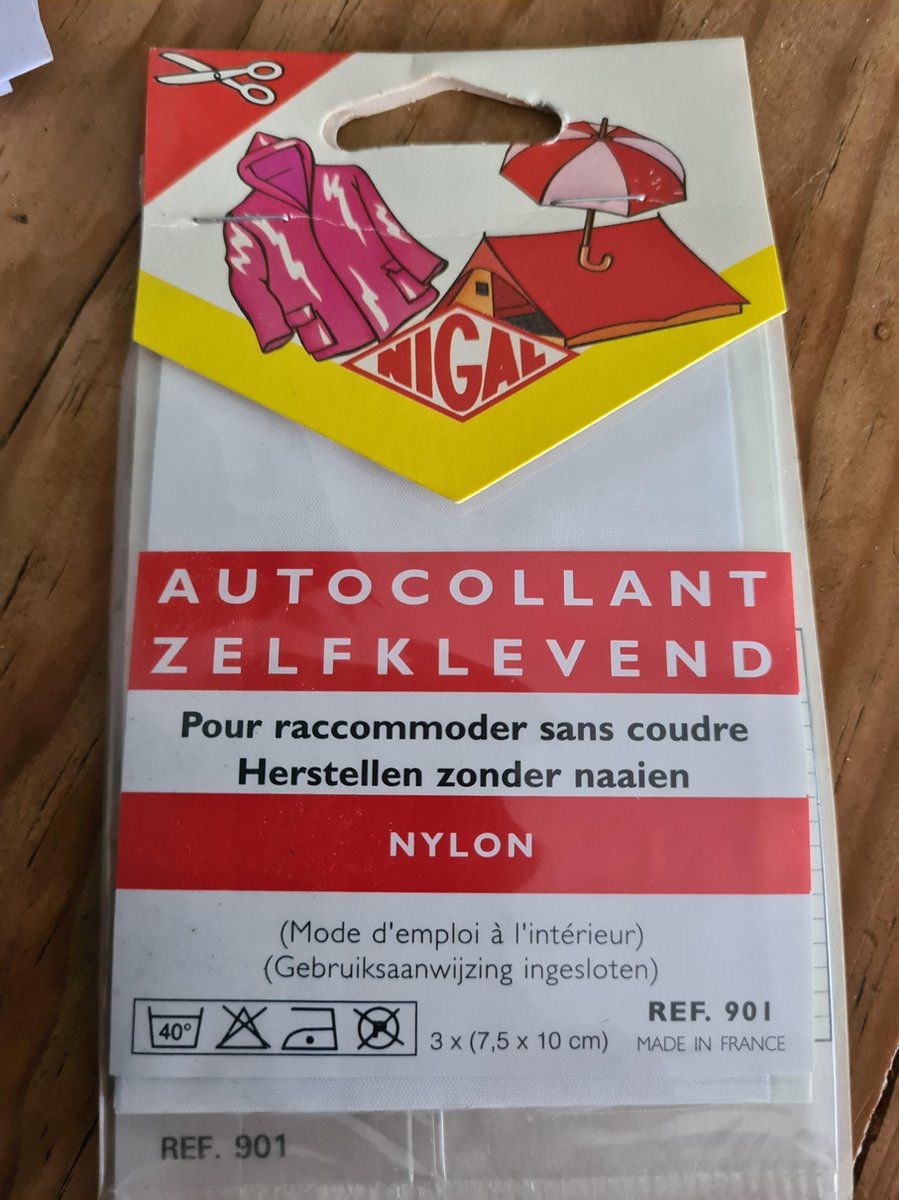 NIGAL
AUTOCOLLANT
ZELFKLEVEND
Pour raccommoder sans coudre
Herstellen zonder naaien
NYLON
(Mode d'emploi à l'intérieur)
(Gebruiksaanwijzing ingesloten)
40°
3 x (7,5 x 10 cm)
REF. 901
MADE IN FRANCE
REF. 901